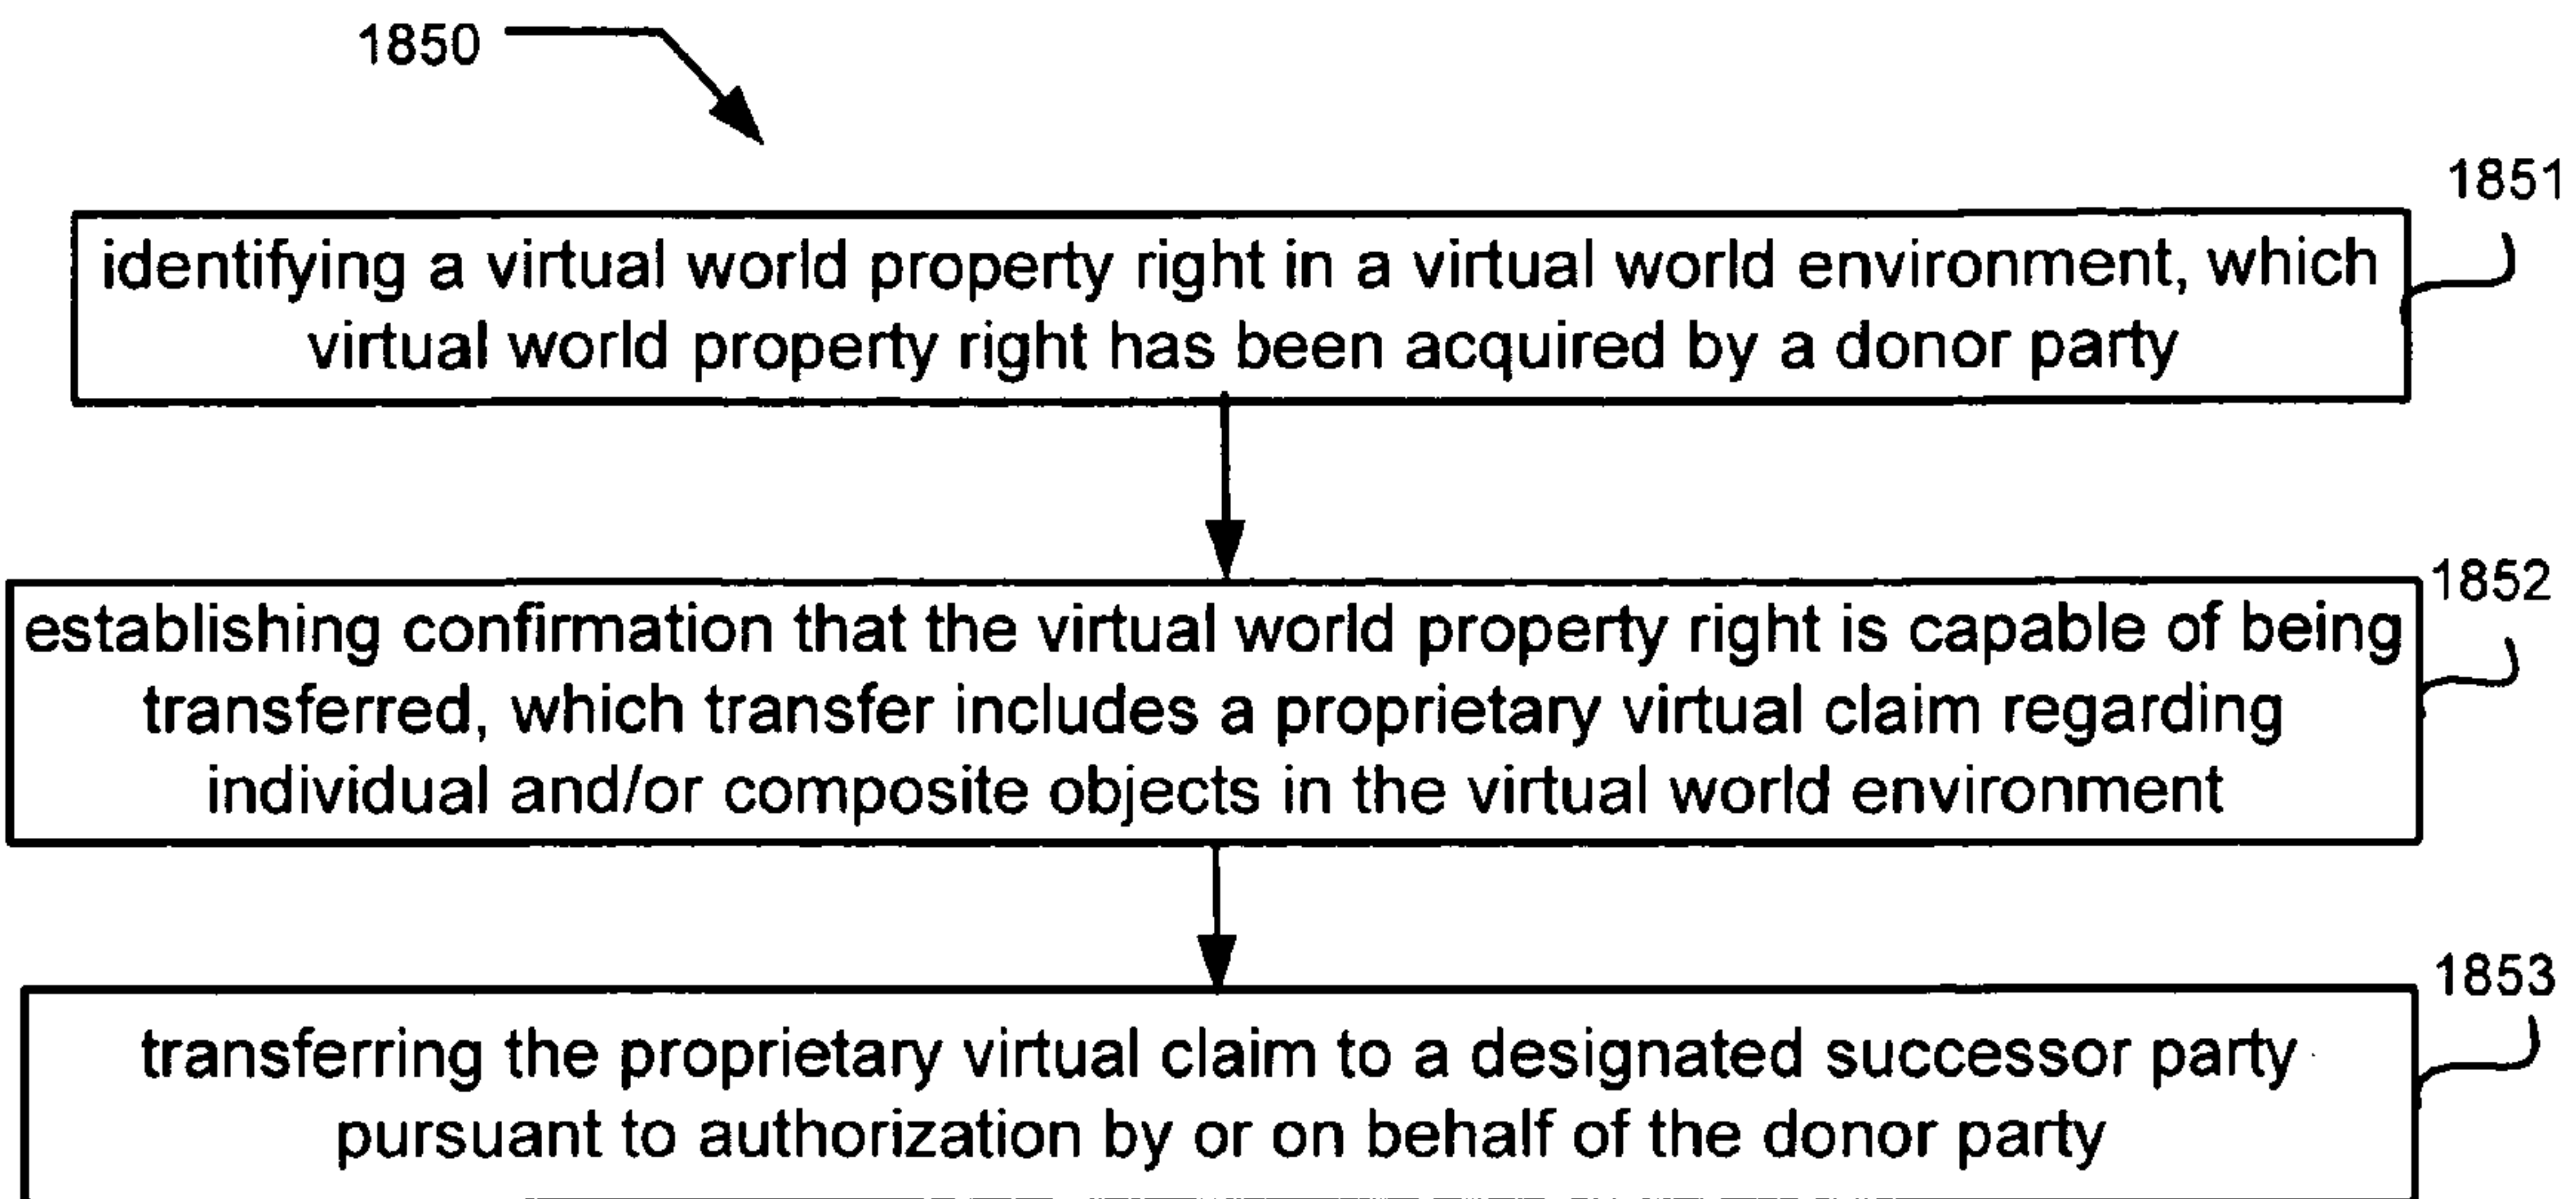 1850
1851
identifying a virtual world property right in a virtual world environment, which
virtual world property right has been acquired by a donor party
1852
establishing confirmation that the virtual world property right is capable of being
transferred, which transfer includes a proprietary virtual claim regarding
individual and/or composite objects in the virtual world environment
1853
transferring the proprietary virtual claim to a designated successor party
pursuant to authorization by or on behalf of the donor party